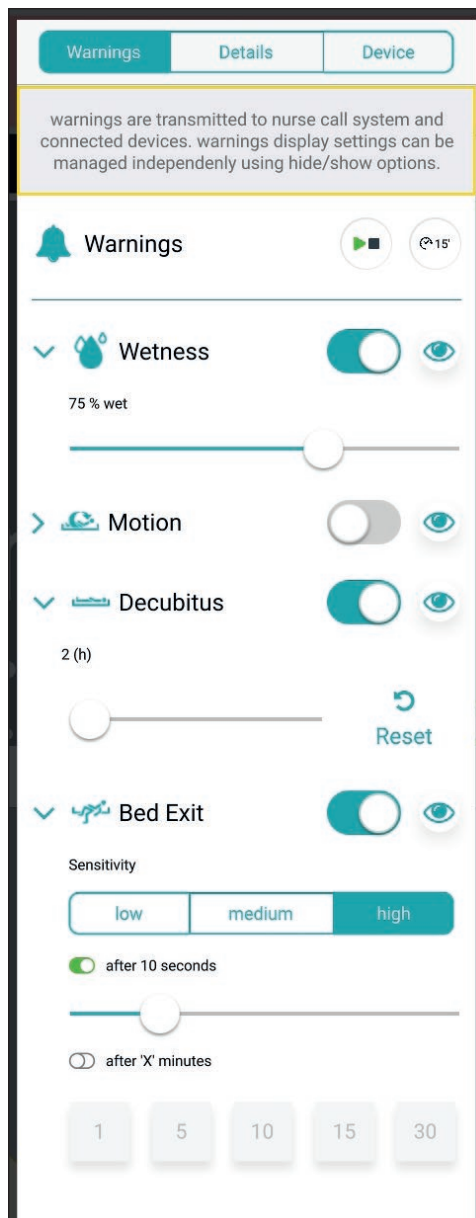 Warnings
Details
Device
warnings are transmitted to nurse call system and
connected devices. warnings display settings can be
managed independenly using hide/show options.
Warnings
15'
Wetness
75 % wet
Motion
Decubitus
2 (h)
Reset
Bed Exit
Sensitivity
low
medium
high
after 10 seconds
after 'X' minutes
1
5
10
15
30